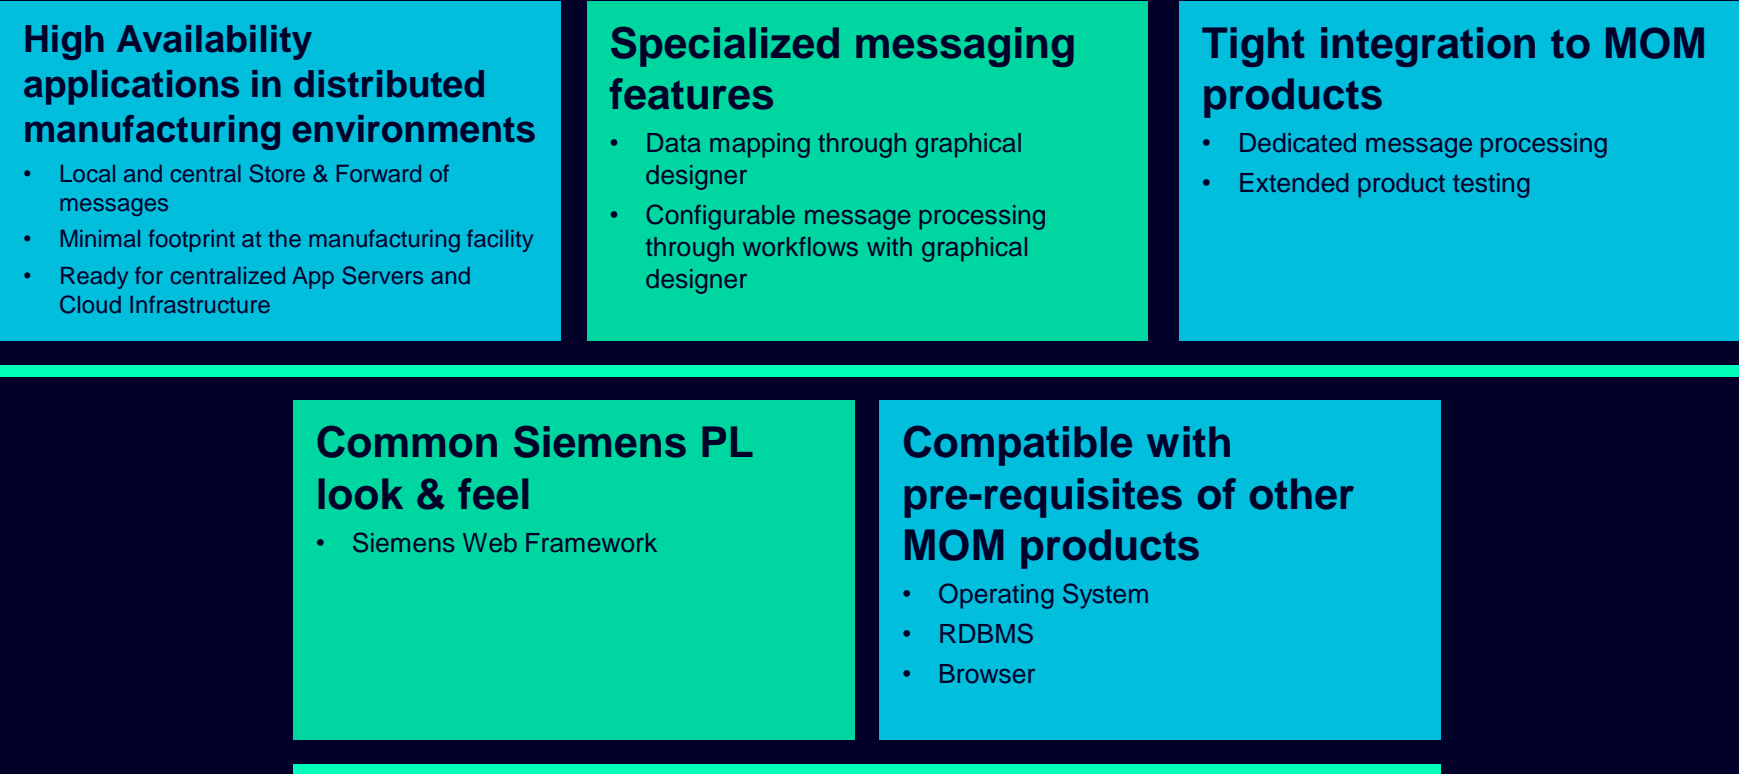 High Availability
applications in distributed
manufacturing environments
• Local and central Store & Forward of
messages
• Minimal footprint at the manufacturing facility
• Ready for centralized App Servers and
Cloud Infrastructure
Specialized messaging
features
• Data mapping through graphical
designer
• Configurable message processing
through workflows with graphical
designer
Tight integration to MOM
products
• Dedicated message processing
• Extended product testing
Common Siemens PL
look & feel
• Siemens Web Framework
Compatible with
pre-requisites of other
MOM products
• Operating System
• RDBMS
• Browser